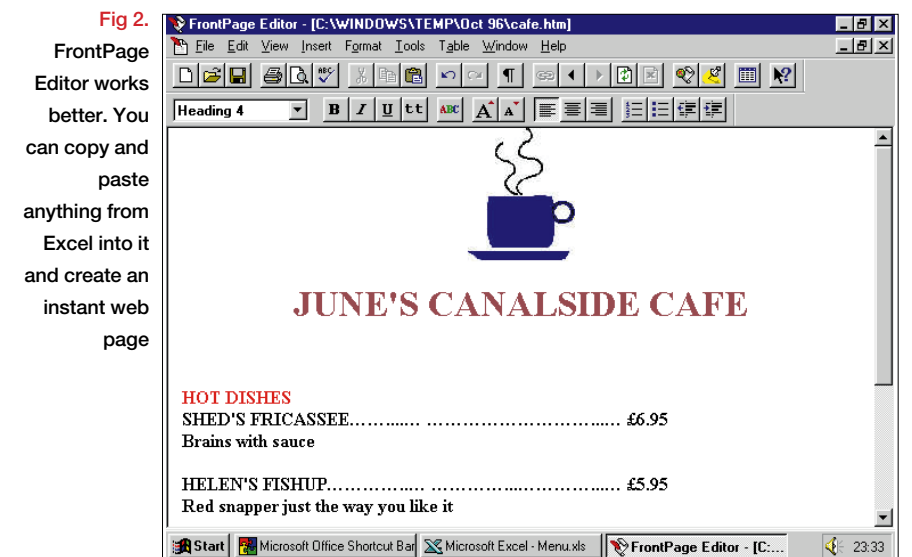 Fig 2.
FrontPage
Editor works
better. You
can copy and
paste
anything from
Excel into it
and create an
instant web
page
FrontPage Editor - [C:\WINDOWS\TEMP\Oct 96\cafe.htm]
File Edit View Insert Format Tools Table Window Help
ABC
Heading 4 B I U tt ABC A A
JUNE'S CANALSIDE CAFE
HOT DISHES
SHED'S FRICASSEE…….....… ………………………...…... £6.95
Brains with sauce
HELEN'S FISHUP…………...… ……………...………...…... £5.95
Red snapper just the way you like it
Start Microsoft Office Shortcut Bar Microsoft Excel - Menu.xls FrontPage Editor - [C:... 23:33